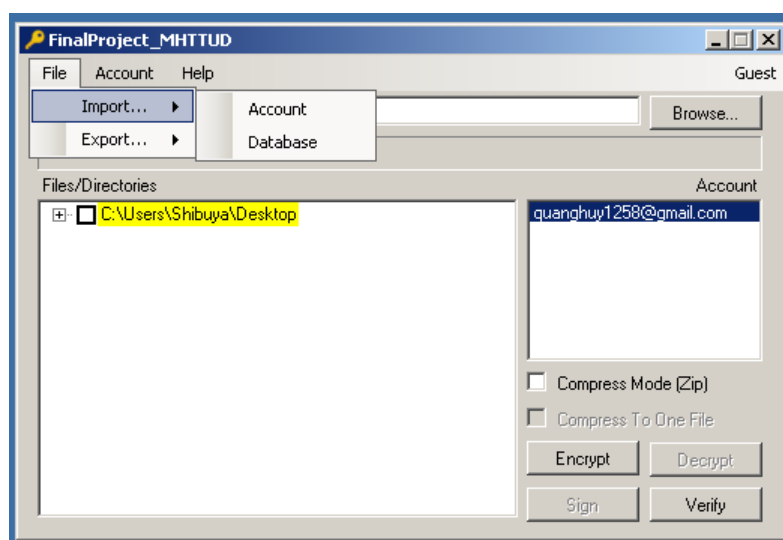 FinalProject_MHTTUD
File Account Help Guest
Import... Account
Browse...
Export... Database
Files/Directories Account
C:\Users\Shibuya\Desktop
quanghuy1258@gmail.com
Compress Mode (Zip)
Compress To One File
Encrypt Decrypt
Sign Verify